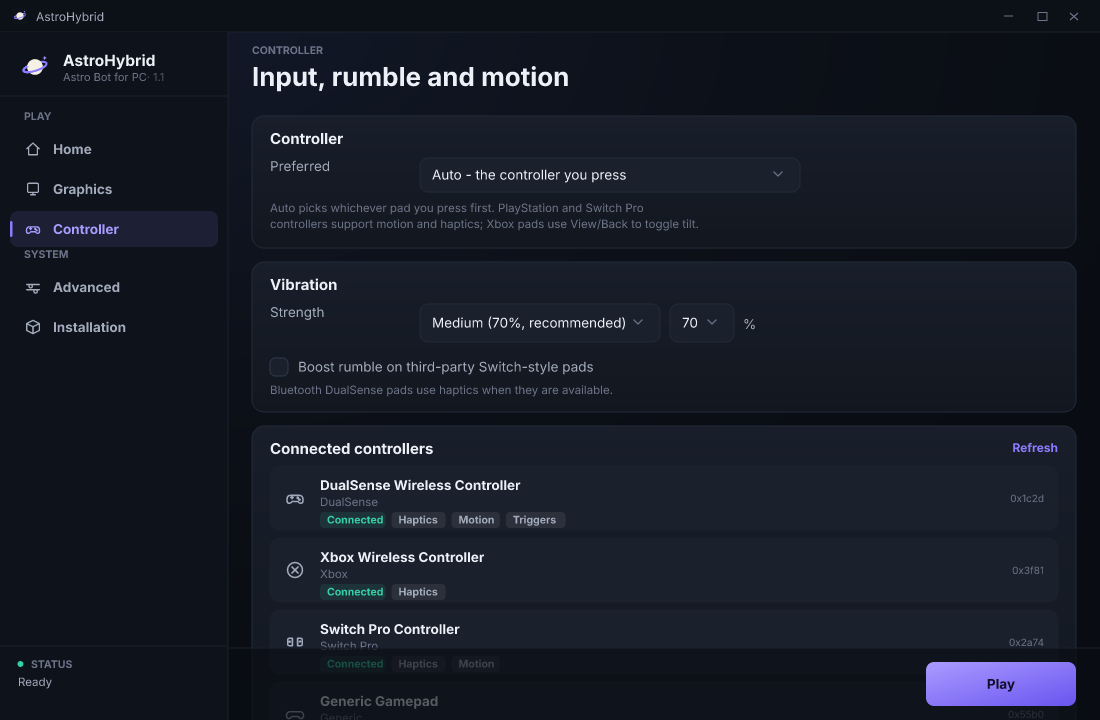 AstroHybrid
AstroHybrid
Astro Bot for PC· 1.1
PLAY
Home
Graphics
Controller
SYSTEM
Advanced
Installation
STATUS
Ready
CONTROLLER
Input, rumble and motion
Controller
Preferred
Auto - the controller you press
Auto picks whichever pad you press first. PlayStation and Switch Pro
controllers support motion and haptics; Xbox pads use View/Back to toggle tilt.
Vibration
Strength
Medium (70%, recommended)
70
%
Boost rumble on third-party Switch-style pads
Bluetooth DualSense pads use haptics when they are available.
Connected controllers
Refresh
DualSense Wireless Controller
DualSense
0x1c2d
Connected
Haptics
Motion
Triggers
Xbox Wireless Controller
Xbox
0x3f81
Connected
Haptics
Switch Pro Controller
Switch Pro
0x2a74
Connected
Haptics
Motion
Generic Gamepad
Generic
0x55b0
Play